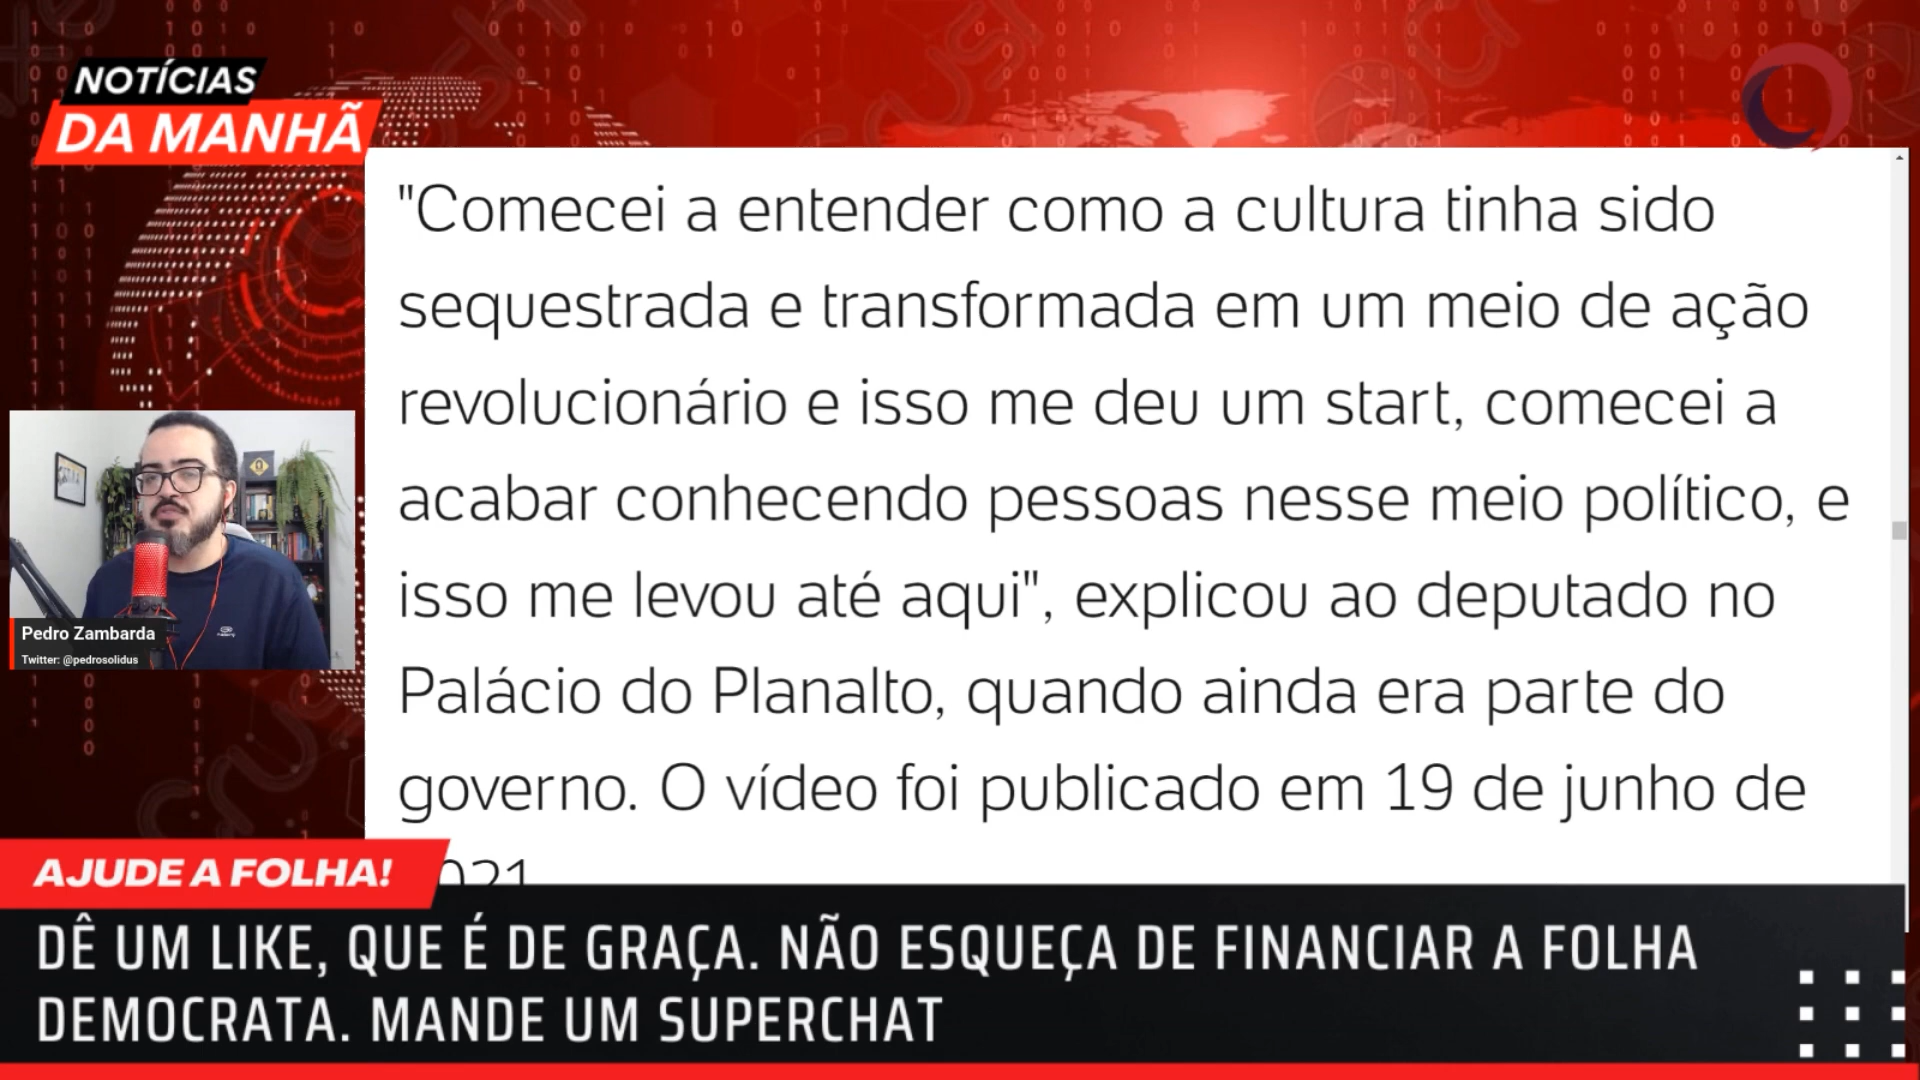 NOTÍCIAS
DA MANHÃ
"Comecei a entender como a cultura tinha sido
sequestrada e transformada em um meio de ação
revolucionário e isso me deu um start, comecei a
acabar conhecendo pessoas nesse meio político, e
isso me levou até aqui", explicou ao deputado no
Palácio do Planalto, quando ainda era parte do
governo. O vídeo foi publicado em 19 de junho de
Pedro Zambarda
Twitter: @pedrosolidus
AJUDE A FOLHA!
DÊ UM LIKE, QUE É DE GRAÇA. NÃO ESQUEÇA DE FINANCIAR A FOLHA
DEMOCRATA. MANDE UM SUPERCHAT